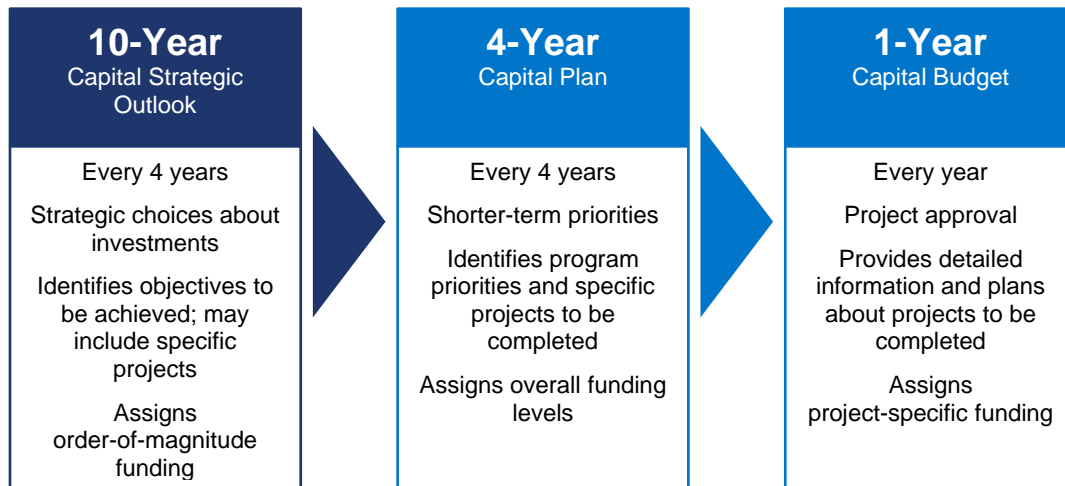 10-Year
Capital Strategic
Outlook
Every 4 years
Strategic choices about
investments
Identifies objectives to
be achieved; may
include specific
projects
Assigns
order-of-magnitude
funding
4-Year
Capital Plan
Every 4 years
Shorter-term priorities
Identifies program
priorities and specific
projects to be
completed
Assigns overall funding
levels
1-Year
Capital Budget
Every year
Project approval
Provides detailed
information and plans
about projects to be
completed
Assigns
project-specific funding